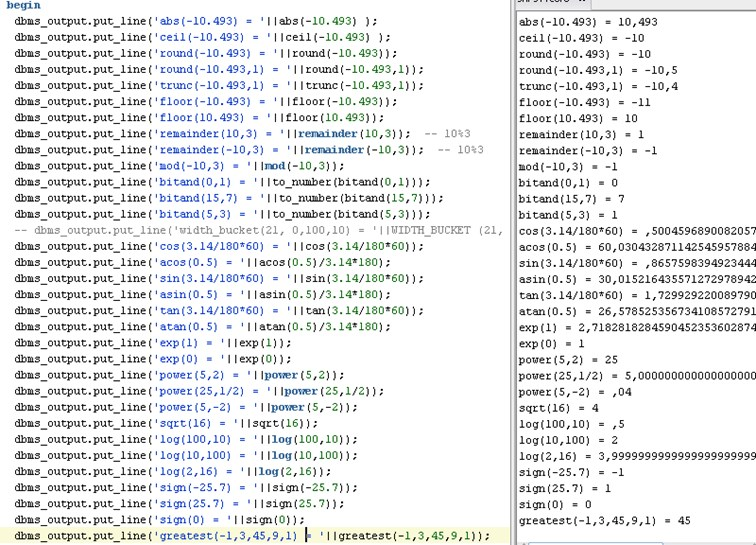 begin
dbms_output.put_line('abs(-10.493) = '||abs(-10.493) );
dbms_output.put_line('ceil(-10.493) = '||ceil(-10.493) );
dbms_output.put_line('round(-10.493) = '||round(-10.493));
dbms_output.put_line('round(-10.493,1) = '||round(-10.493,1));
dbms_output.put_line('trunc(-10.493,1) = '||trunc(-10.493,1));
dbms_output.put_line('floor(-10.493) = '||floor(-10.493));
dbms_output.put_line('floor(10.493) = '||floor(10.493));
dbms_output.put_line('remainder(10,3) = '||remainder(10,3)); -- 10%3
dbms_output.put_line('remainder(-10,3) = '||remainder(-10,3)); -- 10%3
dbms_output.put_line('mod(-10,3) = '||mod(-10,3));
dbms_output.put_line('bitand(0,1) = '||to_number(bitand(0,1)));
dbms_output.put_line('bitand(15,7) = '||to_number(bitand(15,7)));
dbms_output.put_line('bitand(5,3) = '||to_number(bitand(5,3)));
-- dbms_output.put_line('width_bucket(21, 0,100,10) = '||WIDTH_BUCKET (21,
dbms_output.put_line('cos(3.14/180*60) = '||cos(3.14/180*60));
dbms_output.put_line('acos(0.5) = '||acos(0.5)/3.14*180);
dbms_output.put_line('sin(3.14/180*60) = '||sin(3.14/180*60));
dbms_output.put_line('asin(0.5) = '||asin(0.5)/3.14*180);
dbms_output.put_line('tan(3.14/180*60) = '||tan(3.14/180*60));
dbms_output.put_line('atan(0.5) = '||atan(0.5)/3.14*180);
dbms_output.put_line('exp(1) = '||exp(1));
dbms_output.put_line('exp(0) = '||exp(0));
dbms_output.put_line('power(5,2) = '||power(5,2));
dbms_output.put_line('power(25,1/2) = '||power(25,1/2));
dbms_output.put_line('power(5,-2) = '||power(5,-2));
dbms_output.put_line('sqrt(16) = '||sqrt(16));
dbms_output.put_line('log(100,10) = '||log(100,10));
dbms_output.put_line('log(10,100) = '||log(10,100));
dbms_output.put_line('log(2,16) = '||log(2,16));
dbms_output.put_line('sign(-25.7) = '||sign(-25.7));
dbms_output.put_line('sign(25.7) = '||sign(25.7));
dbms_output.put_line('sign(0) = '||sign(0));
dbms_output.put_line('greatest(-1,3,45,9,1) = '||greatest(-1,3,45,9,1));
abs(-10.493) = 10,493
ceil(-10.493) = -10
round(-10.493) = -10
round(-10.493,1) = -10,5
trunc(-10.493,1) = -10,4
floor(-10.493) = -11
floor(10.493) = 10
remainder(10,3) = 1
remainder(-10,3) = -1
mod(-10,3) = -1
bitand(0,1) = 0
bitand(15,7) = 7
bitand(5,3) = 1
cos(3.14/180*60) = ,5004596890082057
acos(0.5) = 60,0304328711425459578 84
sin(3.14/180*60) = ,865759839492344
asin(0.5) = 30,0152164355712729789 42
tan(3.14/180*60) = 1,729929220089790
atan(0.5) = 26,578525356734108572791
exp(1) = 2,71828182845904523536028 74
exp(0) = 1
power(5,2) = 25
power(25,1/2) = 5,0000000000000000
power(5,-2) = ,04
sqrt(16) = 4
log(100,10) = ,5
log(10,100) = 2
log(2,16) = 3,99999999999999999999999
sign(-25.7) = -1
sign(25.7) = 1
sign(0) = 0
greatest(-1,3,45,9,1) = 45